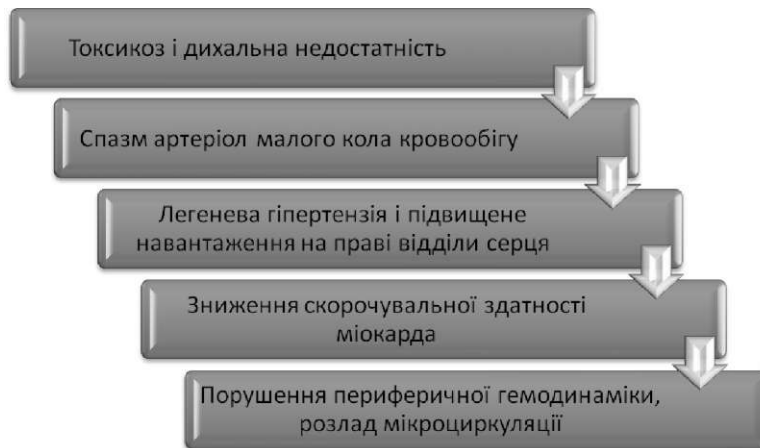 Токсикоз і дихальна недостатність
Спазм артеріол малого кола кровообігу
Легенева гіпертензія і підвищене
навантаження на праві відділи серця
Зниження скорочувальної здатності
міокарда
Порушення периферичної гемодинаміки,
розлад мікроциркуляції